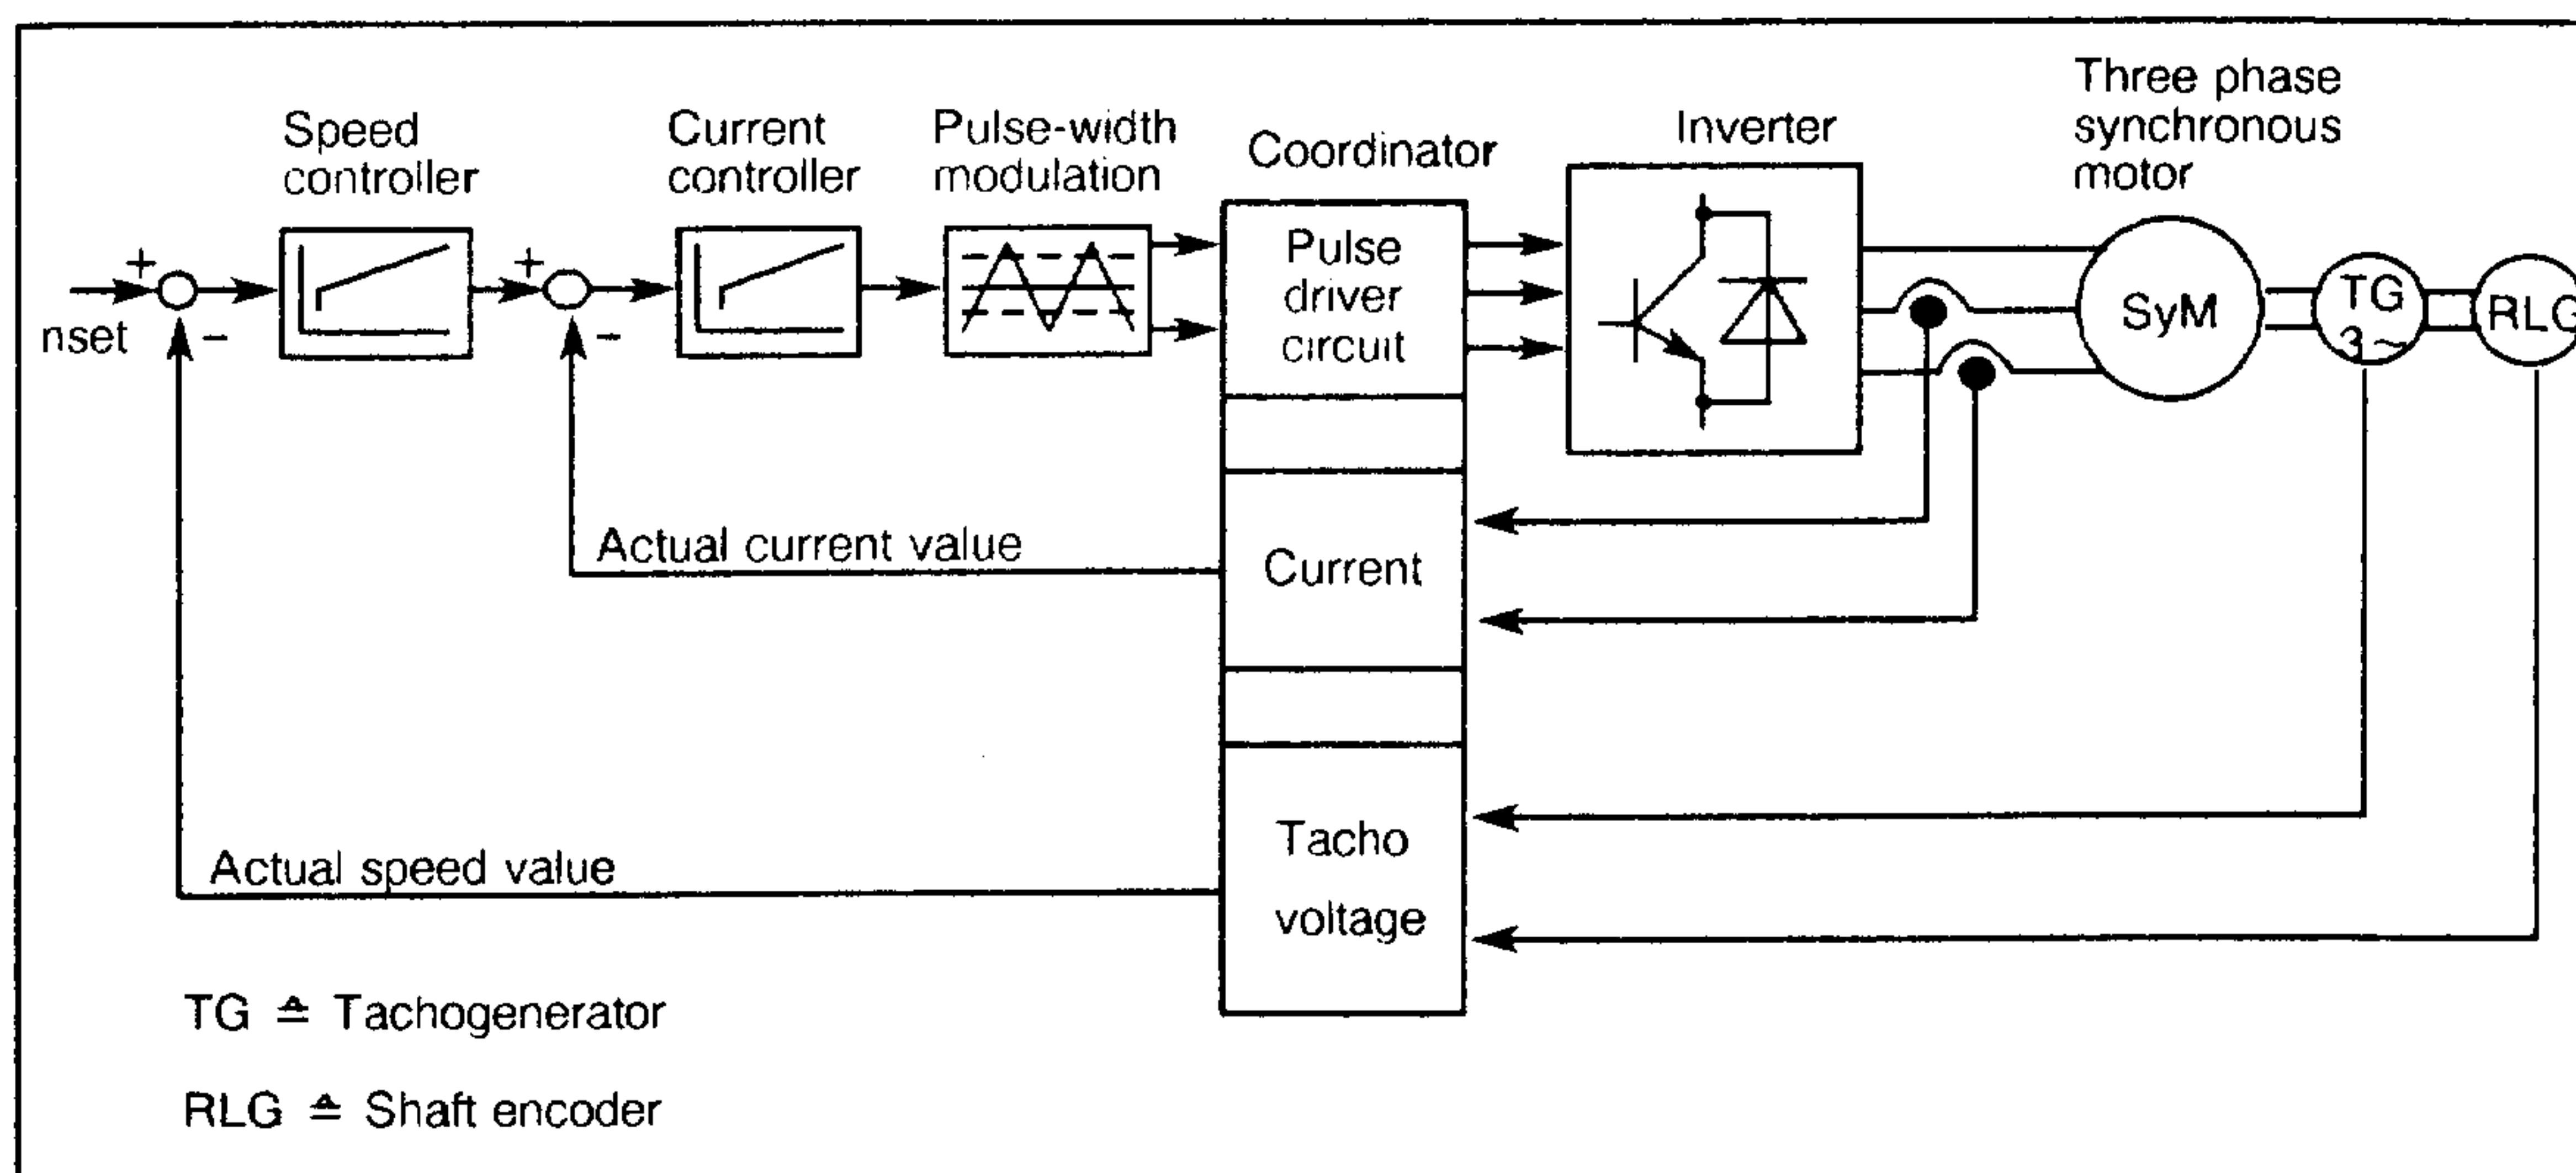 Speed
controller
Current
controller
Pulse-width
modulation
Coordinator
Inverter
Three phase
synchronous
motor
+
−
nset
+
−
Pulse
driver
circuit
SyM
TG
3~
RLG
Actual current value
Current
Actual speed value
Tacho
voltage
TG ≙ Tachogenerator
RLG ≙ Shaft encoder